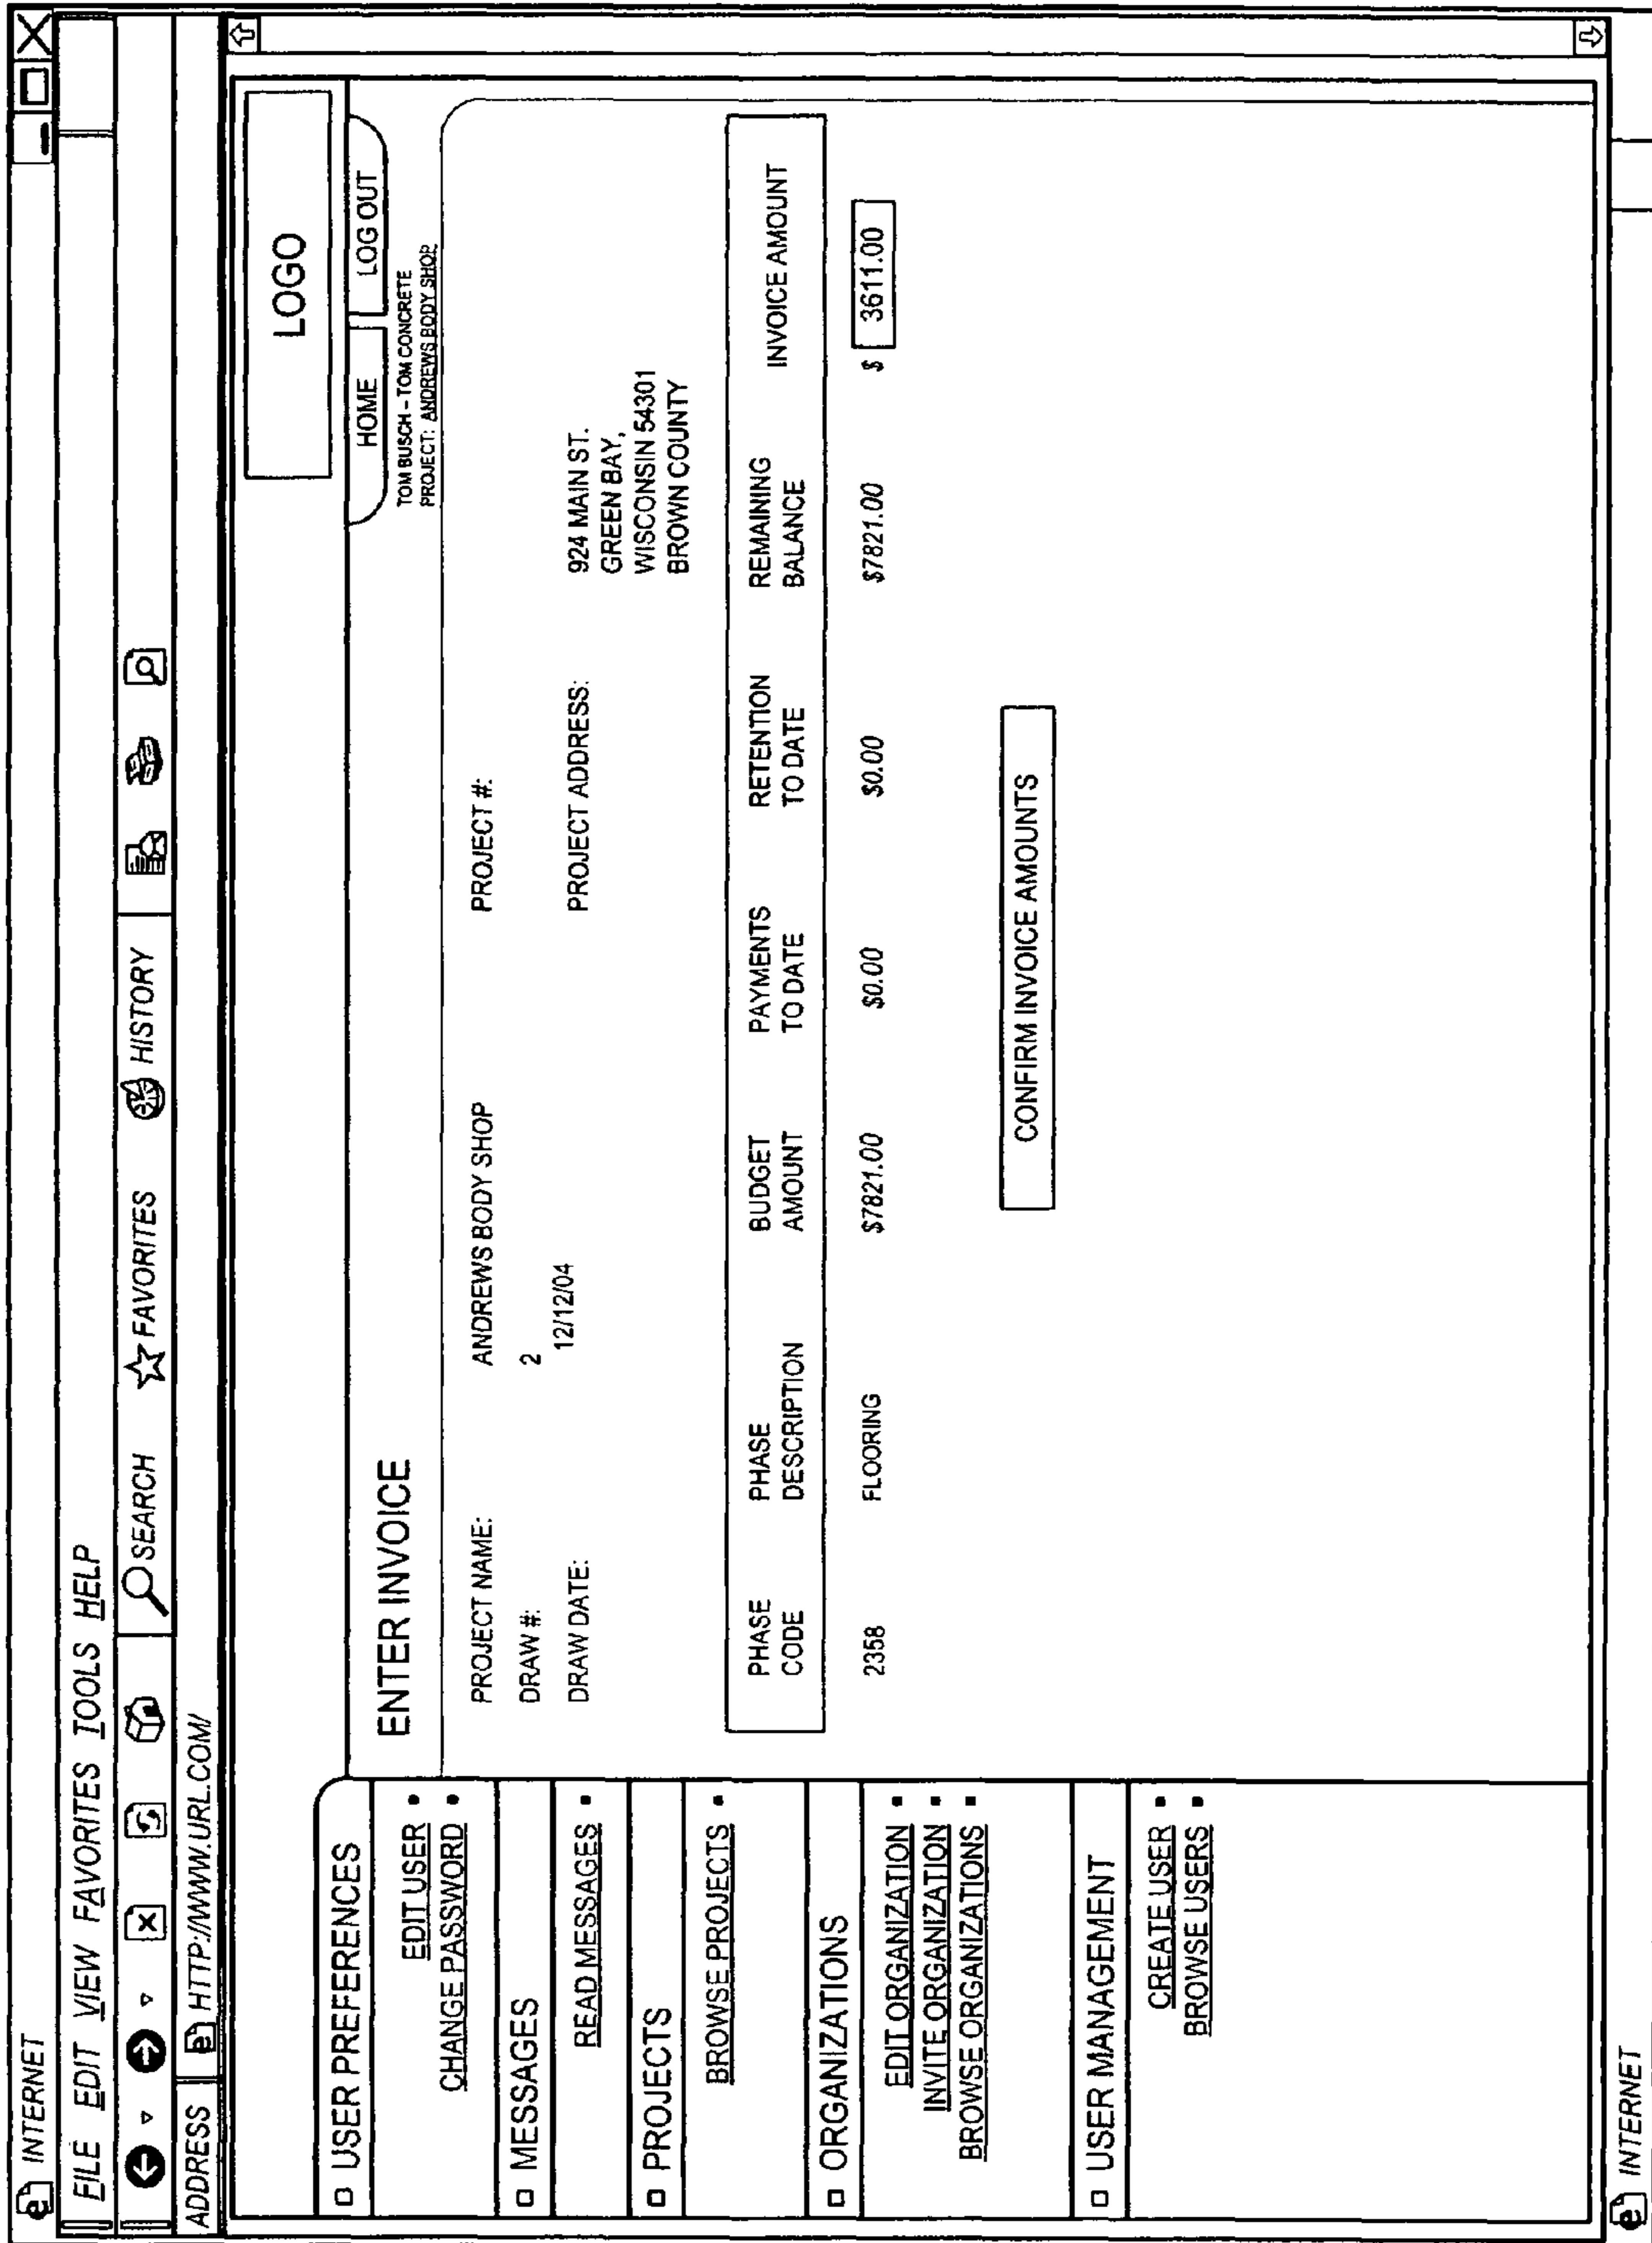 INTERNET
FILE EDIT VIEW FAVORITES TOOLS HELP
SEARCH FAVORITES HISTORY
ADDRESS HTTP://WWW.URL.COM/
LOGO
HOME LOG OUT
TOM BUSCH - TOM CONCRETE
PROJECT: ANDREWS BODY SHOP
USER PREFERENCES
EDIT USER
CHANGE PASSWORD
MESSAGES
READ MESSAGES
PROJECTS
BROWSE PROJECTS
ORGANIZATIONS
EDIT ORGANIZATION
INVITE ORGANIZATION
BROWSE ORGANIZATIONS
USER MANAGEMENT
CREATE USER
BROWSE USERS
ENTER INVOICE
PROJECT NAME: ANDREWS BODY SHOP PROJECT #:
DRAW #: 2
DRAW DATE: 12/12/04 PROJECT ADDRESS: 924 MAIN ST.
GREEN BAY,
WISCONSIN 54301
BROWN COUNTY
PHASE PHASE BUDGET PAYMENTS RETENTION REMAINING INVOICE AMOUNT
CODE DESCRIPTION AMOUNT TO DATE TO DATE BALANCE
2358 FLOORING $7821.00 $0.00 $0.00 $7821.00 $ 3611.00
CONFIRM INVOICE AMOUNTS
INTERNET